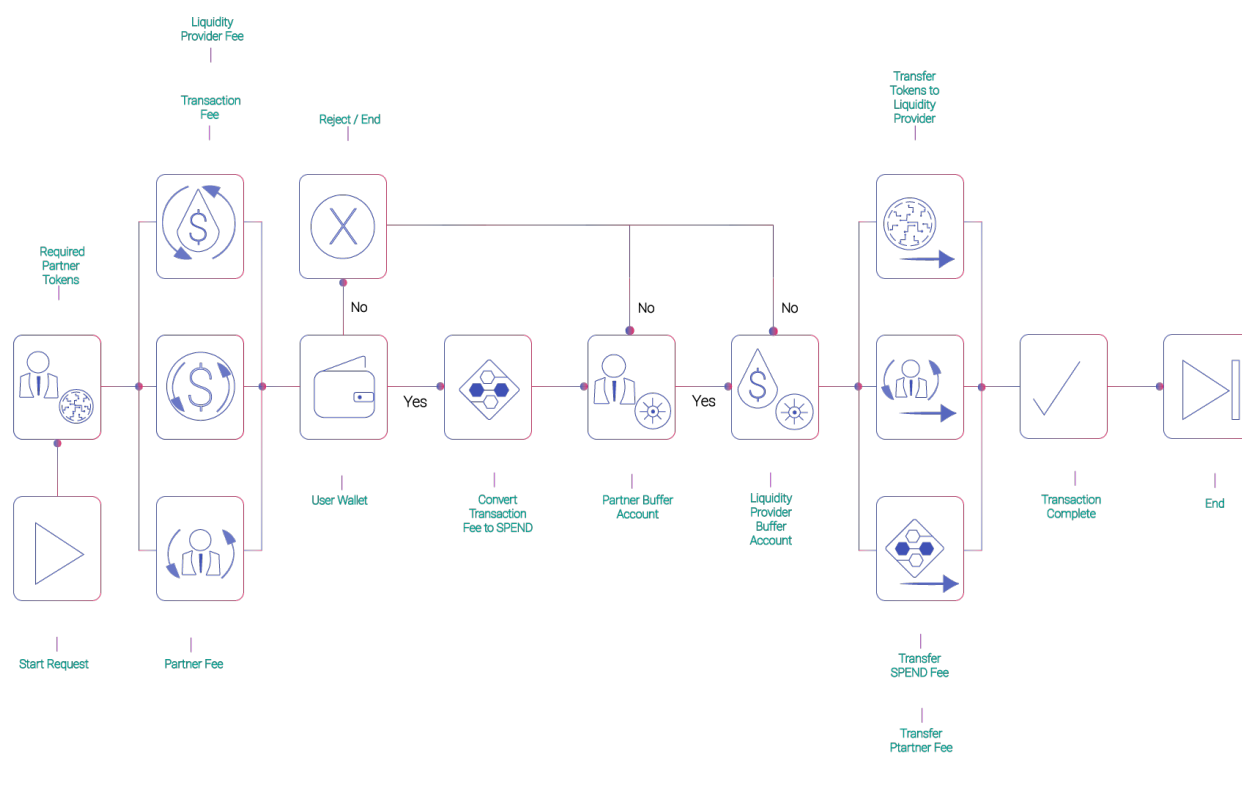 Liquidity
Provider Fee
Transaction
Fee
Reject / End
Transfer
Tokens to
Liquidity
Provider
Required
Partner
Tokens
No
No
No
Yes
Yes
User Wallet
Convert
Transaction
Fee to SPEND
Partner Buffer
Account
Liquidity
Provider
Buffer
Account
Transaction
Complete
End
Start Request
Partner Fee
Transfer
SPEND Fee
Transfer
Ptartner Fee